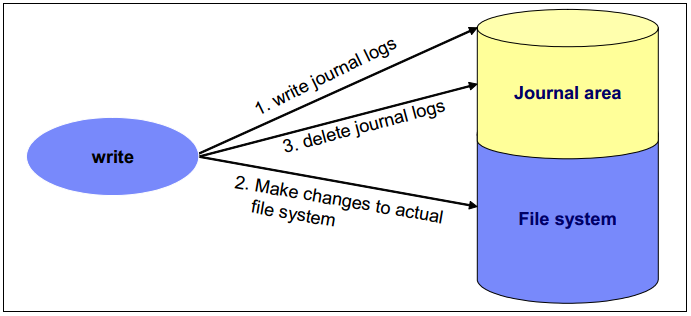 1. write journal logs
Journal area
3. delete journal logs
write
2. Make changes to actual
file system
File system